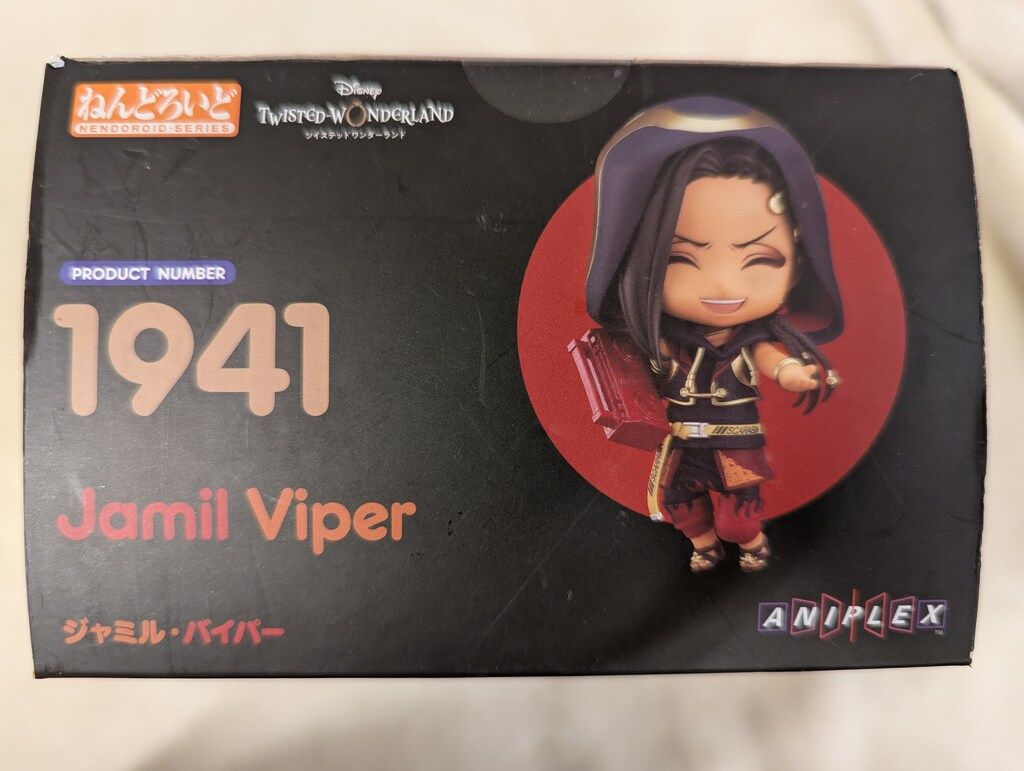 ねんどろいど
NENDOROID-SERIES
Disney
TWISTED-WONDERLAND
ツイステッドワンダーランド
PRODUCT NUMBER
1941
SCARABIA
Jamil Viper
ジャミル・バイパー
ANIPLEX
TM